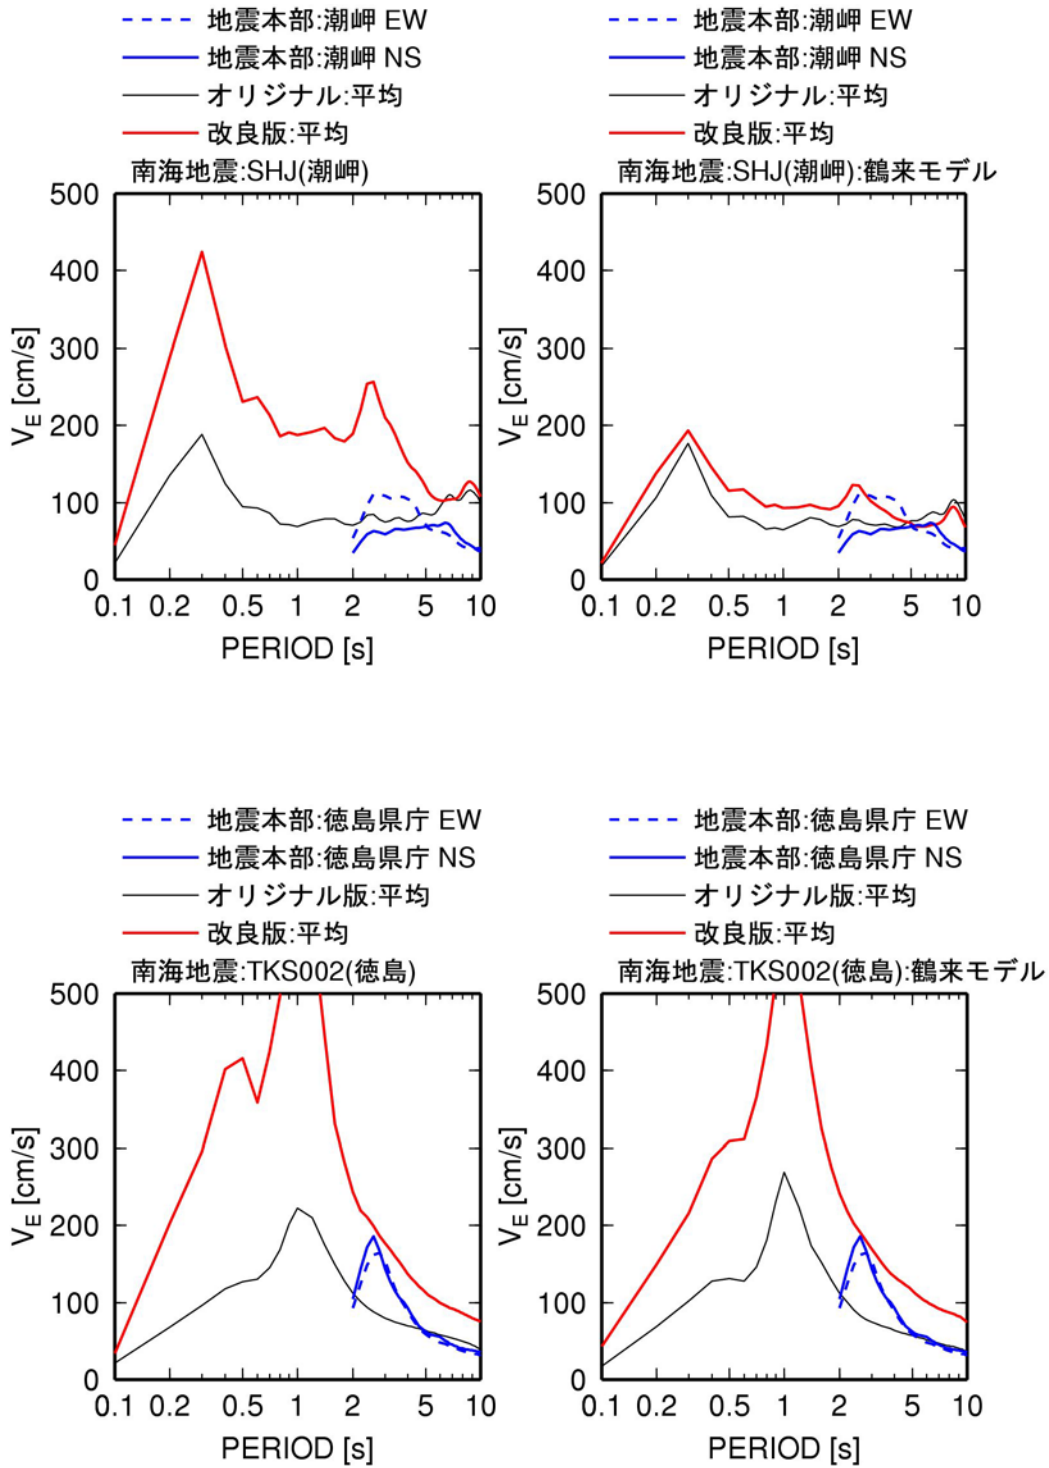 地震本部:潮岬 EW
地震本部:潮岬 NS
オリジナル:平均
改良版:平均
南海地震:SHJ(潮岬)
500
400
300
200
100
0
V_E [cm/s]
0.1 0.2 0.5 1 2 5 10
PERIOD [s]
地震本部:潮岬 EW
地震本部:潮岬 NS
オリジナル:平均
改良版:平均
南海地震:SHJ(潮岬):鶴来モデル
500
400
300
200
100
0
V_E [cm/s]
0.1 0.2 0.5 1 2 5 10
PERIOD [s]
地震本部:徳島県庁 EW
地震本部:徳島県庁 NS
オリジナル版:平均
改良版:平均
南海地震:TKS002(徳島)
500
400
300
200
100
0
V_E [cm/s]
0.1 0.2 0.5 1 2 5 10
PERIOD [s]
地震本部:徳島県庁 EW
地震本部:徳島県庁 NS
オリジナル版:平均
改良版:平均
南海地震:TKS002(徳島):鶴来モデル
500
400
300
200
100
0
V_E [cm/s]
0.1 0.2 0.5 1 2 5 10
PERIOD [s]